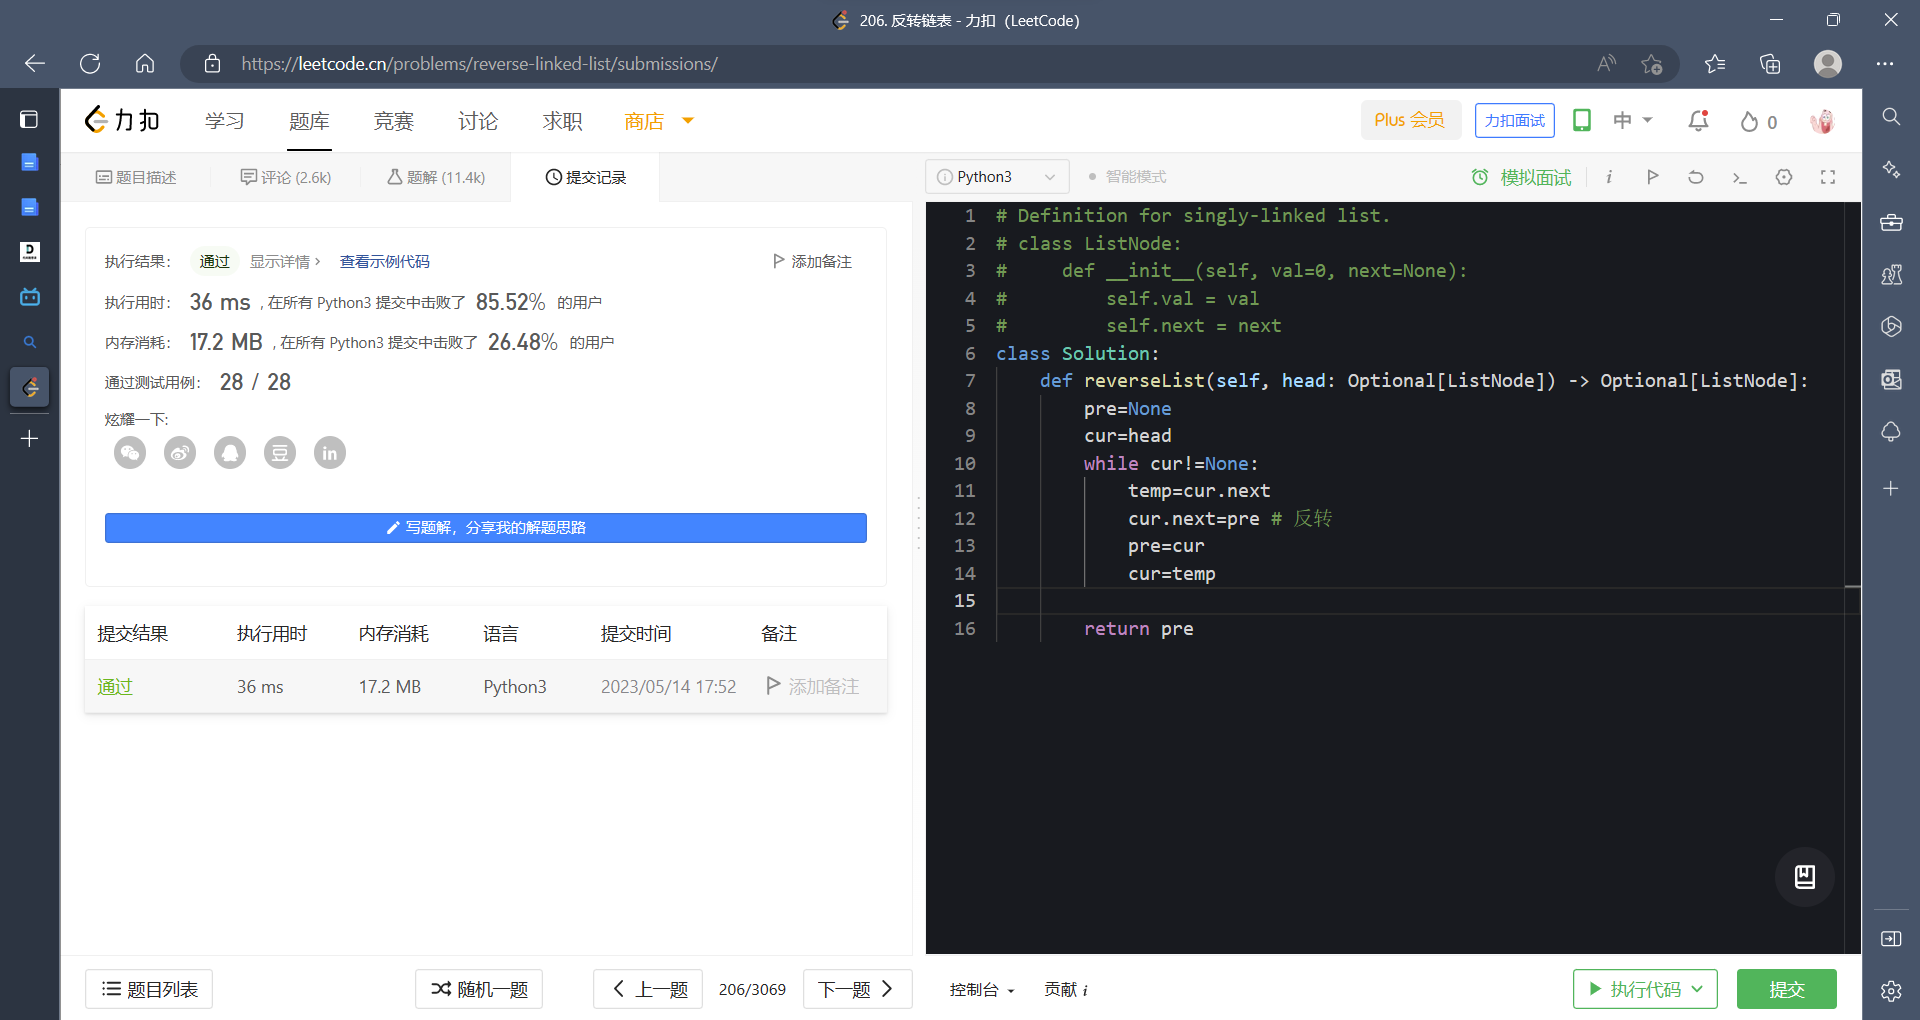 206. 反转链表 - 力扣（LeetCode）
https://leetcode.cn/problems/reverse-linked-list/submissions/
力扣 学习 题库 竞赛 讨论 求职 商店 Plus 会员 力扣面试 中 0
题目描述 评论 (2.6k) 题解 (11.4k) 提交记录 Python3 智能模式 模拟面试 i
执行结果： 通过 显示详情 > 查看示例代码 添加备注
执行用时： 36 ms , 在所有 Python3 提交中击败了 85.52% 的用户
内存消耗： 17.2 MB , 在所有 Python3 提交中击败了 26.48% 的用户
通过测试用例： 28 / 28
炫耀一下:
写题解，分享我的解题思路
提交结果 执行用时 内存消耗 语言 提交时间 备注
通过 36 ms 17.2 MB Python3 2023/05/14 17:52 添加备注
1 # Definition for singly-linked list.
2 # class ListNode:
3 #     def __init__(self, val=0, next=None):
4 #         self.val = val
5 #         self.next = next
6 class Solution:
7     def reverseList(self, head: Optional[ListNode]) -> Optional[ListNode]:
8         pre=None
9         cur=head
10         while cur!=None:
11             temp=cur.next
12             cur.next=pre # 反转
13             pre=cur
14             cur=temp
15
16         return pre
题目列表 随机一题 上一题 206/3069 下一题 控制台 贡献 i 执行代码 提交